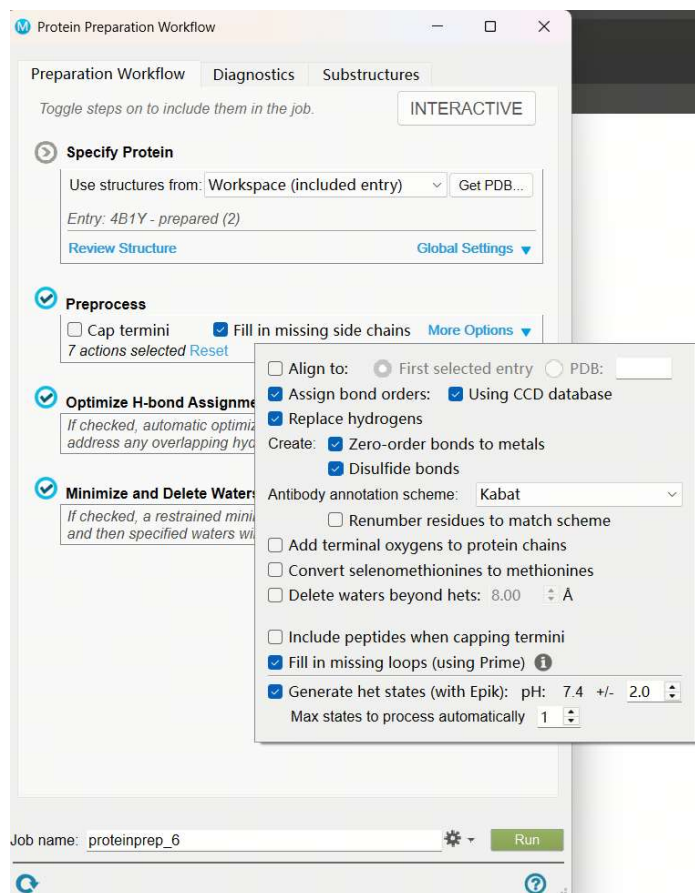 Protein Preparation Workflow
Preparation Workflow Diagnostics Substructures
Toggle steps on to include them in the job. INTERACTIVE
Specify Protein
Use structures from: Workspace (included entry) Get PDB...
Entry: 4B1Y - prepared (2)
Review Structure Global Settings
Preprocess
Cap termini Fill in missing side chains More Options
7 actions selected Reset
Align to: First selected entry PDB:
Assign bond orders: Using CCD database
Replace hydrogens
Create: Zero-order bonds to metals
Disulfide bonds
Antibody annotation scheme: Kabat
Renumber residues to match scheme
Add terminal oxygens to protein chains
Convert selenomethionines to methionines
Delete waters beyond hets: 8.00 Å
Include peptides when capping termini
Fill in missing loops (using Prime)
Generate het states (with Epik): pH: 7.4 +/- 2.0
Max states to process automatically 1
Optimize H-bond Assignme
If checked, automatic optimiz
address any overlapping hyd
Minimize and Delete Waters
If checked, a restrained mini
and then specified waters wi
Job name: proteinprep_6 Run